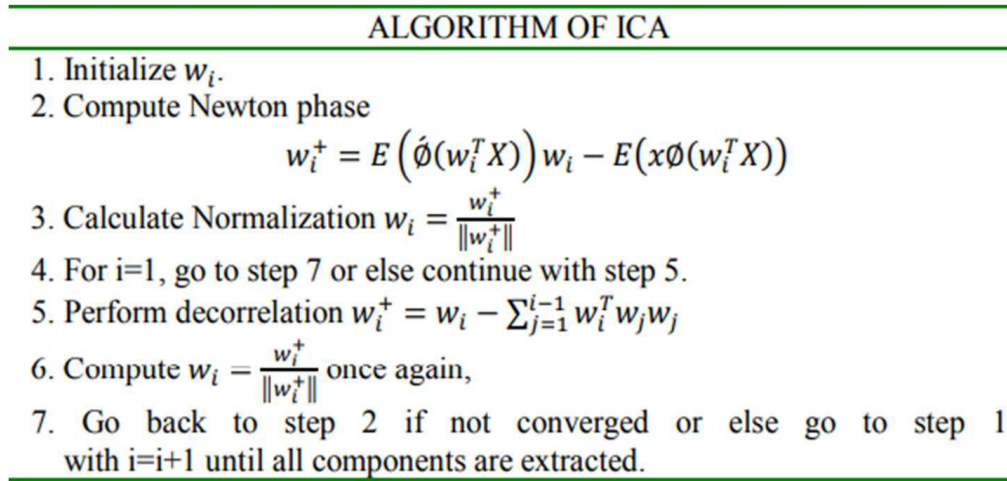 ALGORITHM OF ICA
1. Initialize wᵢ.
2. Compute Newton phase
wᵢ⁺ = E(ǿ(wᵢᵀX))wᵢ − E(xØ(wᵢᵀX))
3. Calculate Normalization wᵢ = wᵢ⁺/‖wᵢ⁺‖
4. For i=1, go to step 7 or else continue with step 5.
5. Perform decorrelation wᵢ⁺ = wᵢ − ∑ⱼ₌₁ⁱ⁻¹ wᵢᵀwⱼwⱼ
6. Compute wᵢ = wᵢ⁺/‖wᵢ⁺‖ once again,
7. Go back to step 2 if not converged or else go to step 1
with i=i+1 until all components are extracted.